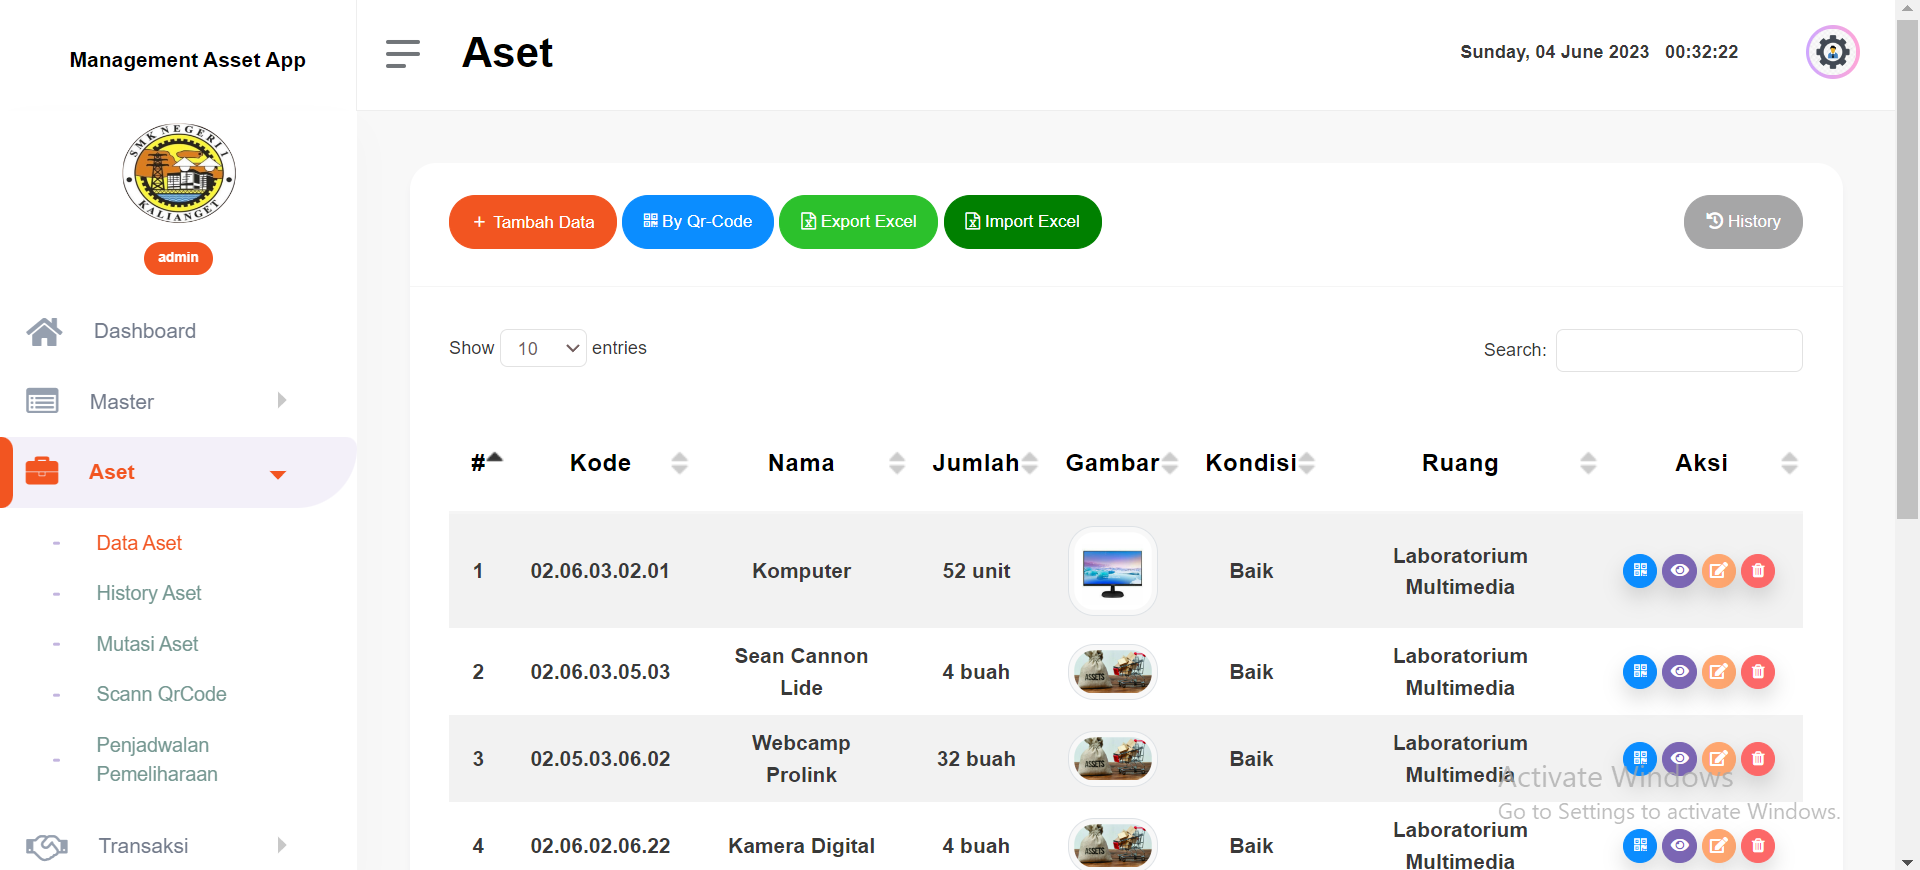 Management Asset App
Aset
Sunday, 04 June 2023 00:32:22
SMK NEGERI 1
KALIANGET
admin
Dashboard
Master
Aset
- Data Aset
- History Aset
- Mutasi Aset
- Scann QrCode
- Penjadwalan
Pemeliharaan
Transaksi
+ Tambah Data
By Qr-Code
Export Excel
Import Excel
History
Show 10 entries
Search:
# Kode Nama Jumlah Gambar Kondisi Ruang Aksi
1 02.06.03.02.01 Komputer 52 unit Baik Laboratorium
Multimedia
2 02.06.03.05.03 Sean Cannon
Lide 4 buah ASSETS Baik Laboratorium
Multimedia
3 02.05.03.06.02 Webcamp
Prolink 32 buah ASSETS Baik Laboratorium
Multimedia
4 02.06.02.06.22 Kamera Digital 4 buah ASSETS Baik Laboratorium
Multimedia
Activate Windows
Go to Settings to activate Windows.